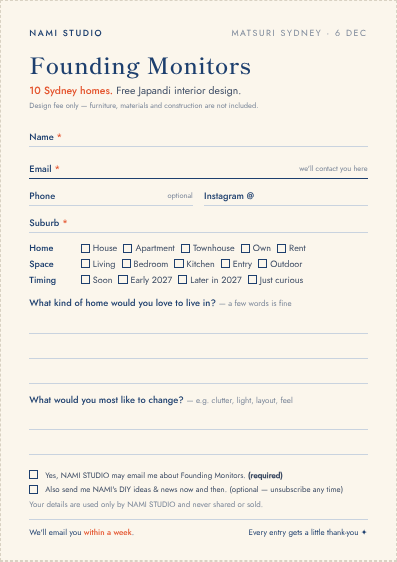 NAMI STUDIO
MATSURI SYDNEY · 6 DEC
Founding Monitors
10 Sydney homes. Free Japandi interior design.
Design fee only — furniture, materials and construction are not included.
Name *
Email * we'll contact you here
Phone optional Instagram @
Suburb *
Home House Apartment Townhouse Own Rent
Space Living Bedroom Kitchen Entry Outdoor
Timing Soon Early 2027 Later in 2027 Just curious
What kind of home would you love to live in? — a few words is fine
What would you most like to change? — e.g. clutter, light, layout, feel
Yes, NAMI STUDIO may email me about Founding Monitors. (required)
Also send me NAMI's DIY ideas & news now and then. (optional — unsubscribe any time)
Your details are used only by NAMI STUDIO and never shared or sold.
We'll email you within a week. Every entry gets a little thank-you ✦